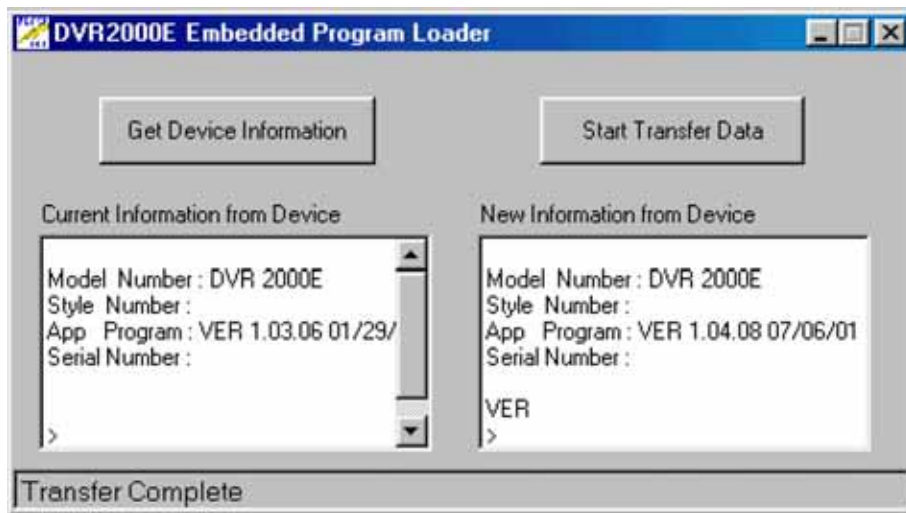 DVR2000E Embedded Program Loader
Get Device Information
Start Transfer Data
Current Information from Device
Model Number : DVR 2000E
Style Number :
App Program : VER 1.03.06 01/29/
Serial Number :
>
New Information from Device
Model Number : DVR 2000E
Style Number :
App Program : VER 1.04.08 07/06/01
Serial Number :
VER
>
Transfer Complete